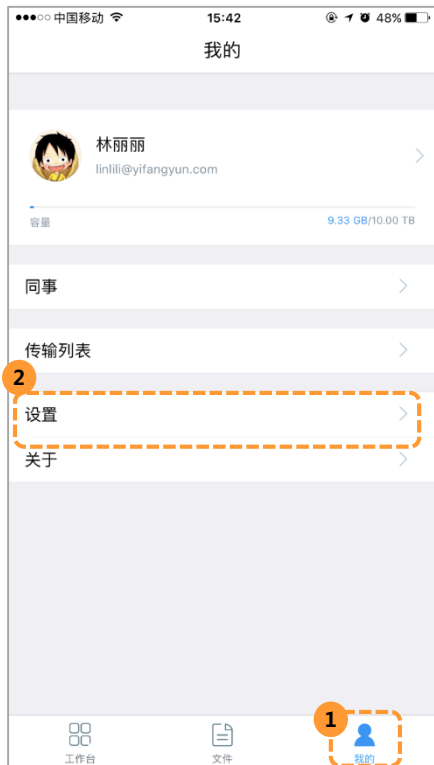 中国移动 15:42 48%
我的
林丽丽
linlili@yifangyun.com
容量 9.33 GB/10.00 TB
同事
传输列表
2
设置
关于
1
工作台 文件 我的